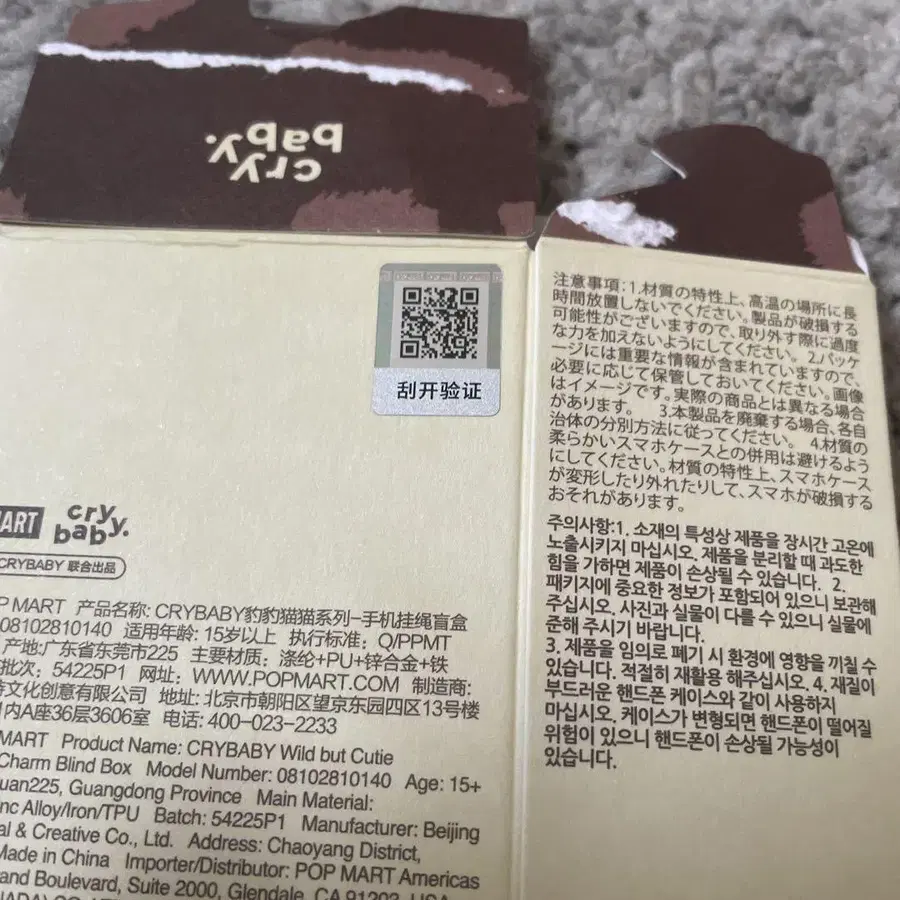 cry
baby.
刮开验证
MART
cry
baby.
CRYBABY 联合出品
P MART 产品名称: CRYBABY豹豹猫猫系列-手机挂绳盲盒
08102810140 适用年龄: 15岁以上 执行标准: Q/PPMT
产地:广东省东莞市225 主要材质: 涤纶+PU+锌合金+铁
批次: 54225P1 网址: WWW.POPMART.COM 制造商:
文化创意有限公司 地址: 北京市朝阳区望京东园四区13号楼
内A座36层3606室 电话: 400-023-2233
MART Product Name: CRYBABY Wild but Cutie
Charm Blind Box Model Number: 08102810140 Age: 15+
uan225, Guangdong Province Main Material:
nc Alloy/Iron/TPU Batch: 54225P1 Manufacturer: Beijing
al & Creative Co., Ltd. Address: Chaoyang District,
Made in China Importer/Distributor: POP MART Americas
and Boulevard, Suite 2000, Glendale, CA 91203, USA
注意事項:1.材質の特性上、高温の場所に長
時間放置しないでください。製品が破損する
可能性がございますので、取り外す際に過度
な力を加えないようにしてください。 2.パッケ
ージには重要な情報が含まれていますので、
必要に応じて保管しておいてください。画像
はイメージです。実際の商品とは異なる場合
があります。 3.本製品を廃棄する場合、各自
治体の分別方法に従ってください。 4.材質の
柔らかいスマホケースとの併用は避けるよう
にしてください。材質の特性上、スマホケース
が変形したり外れたりして、スマホが破損する
おそれがあります。
주의사항:1. 소재의 특성상 제품을 장시간 고온에
노출시키지 마십시오. 제품을 분리할 때 과도한
힘을 가하면 제품이 손상될 수 있습니다. 2.
패키지에 중요한 정보가 포함되어 있으니 보관해
주십시오. 사진과 실물이 다를 수 있으니 실물에
준해 주시기 바랍니다.
3. 제품을 임의로 폐기 시 환경에 영향을 끼칠 수
있습니다. 적절히 재활용 해주십시오. 4. 재질이
부드러운 핸드폰 케이스와 같이 사용하지
마십시오. 케이스가 변형되면 핸드폰이 떨어질
위험이 있으니 핸드폰이 손상될 가능성이
있습니다.